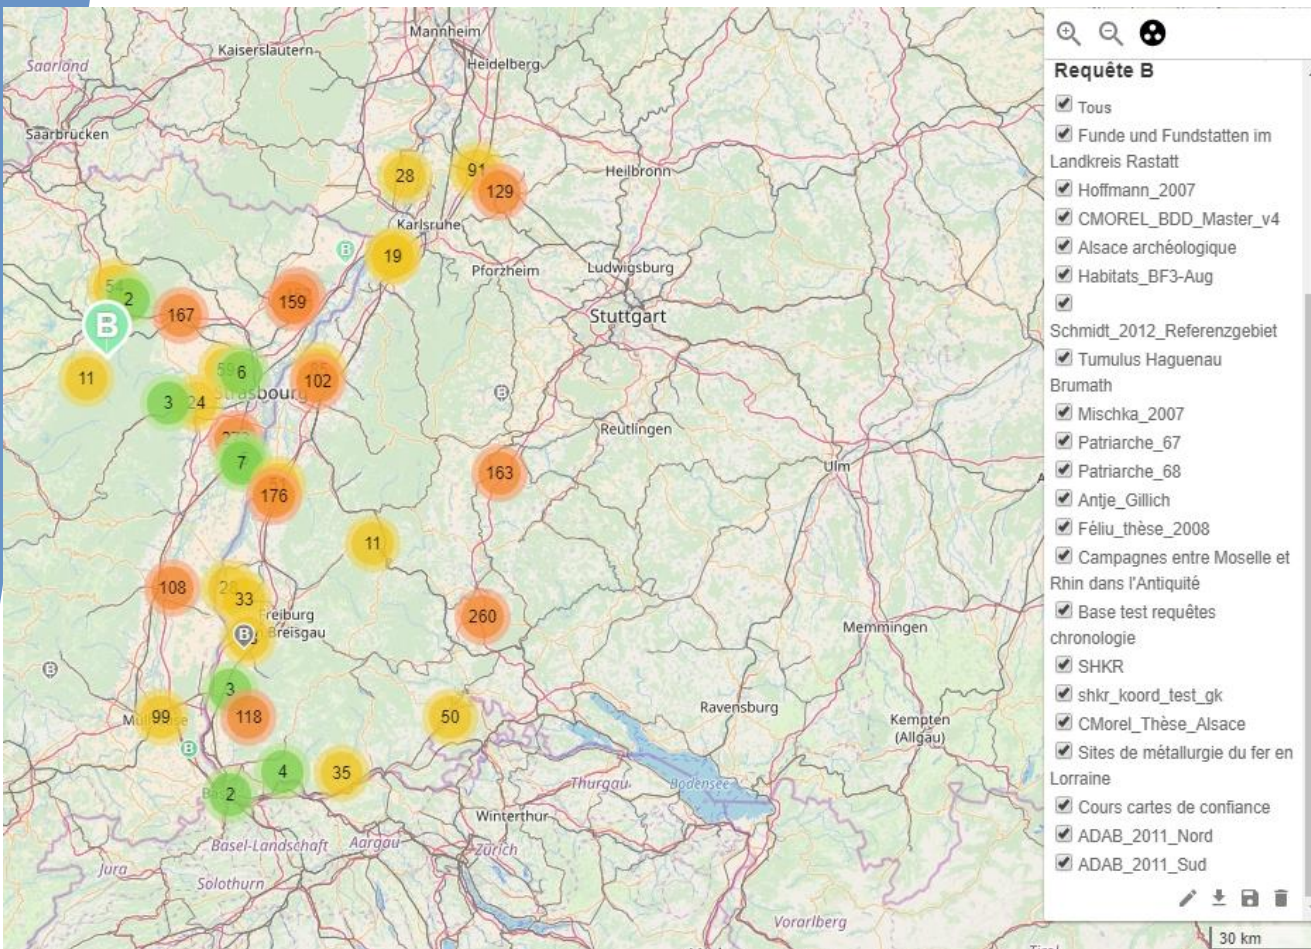 Mannheim
Kaiserslautern
Saarland
Heidelberg
Saarbrücken
28
91
129
Heilbronn
Karlsruhe
B
19
Pforzheim
Ludwigsburg
54
2
167
159
B
Stuttgart
11
59
6
102
Strasbourg
3
24
B
Reutlingen
7
163
Ulm
51
176
11
108
28
33
Freiburg
260
B
Breisgau
Memmingen
B
3
99
118
50
Ravensburg
Kempten
(Allgäu)
B
4
35
2
Thurgau
Bodensee
Winterthur
Basel-Landschaft
Aargau
Zürich
Jura
Solothurn
Vorarlberg
Requête B
Tous
Funde und Fundstatten im
Landkreis Rastatt
Hoffmann_2007
CMOREL_BDD_Master_v4
Alsace archéologique
Habitats_BF3-Aug
Schmidt_2012_Referenzgebiet
Tumulus Haguenau
Brumath
Mischka_2007
Patriarche_67
Patriarche_68
Antje_Gillich
Féliu_thèse_2008
Campagnes entre Moselle et
Rhin dans l'Antiquité
Base test requêtes
chronologie
SHKR
shkr_koord_test_gk
CMorel_Thèse_Alsace
Sites de métallurgie du fer en
Lorraine
Cours cartes de confiance
ADAB_2011_Nord
ADAB_2011_Sud
30 km